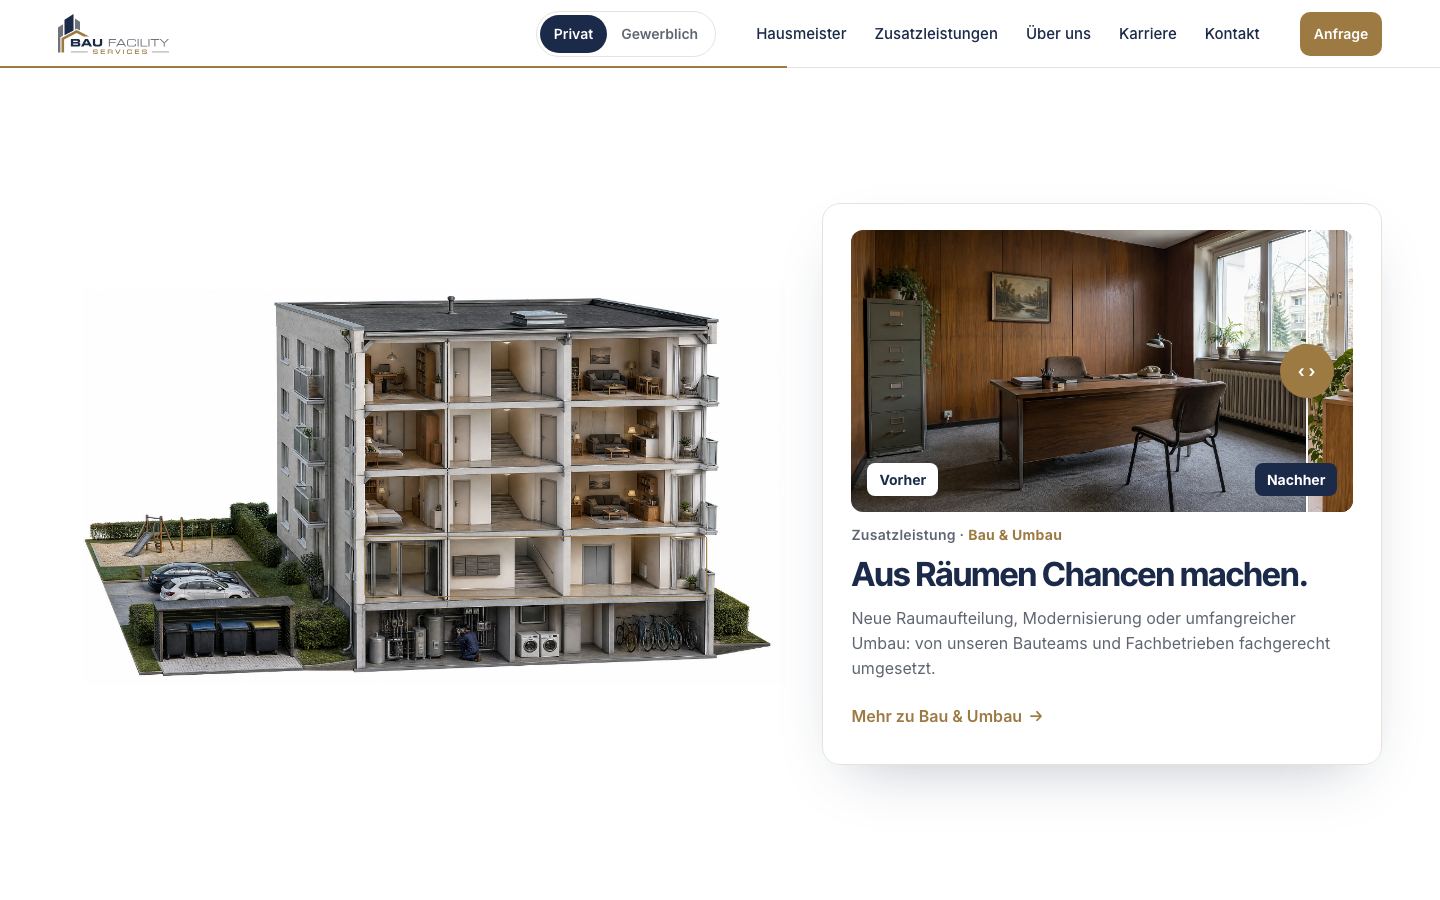 BAU FACILITY
SERVICES
Privat
Gewerblich
Hausmeister
Zusatzleistungen
Über uns
Karriere
Kontakt
Anfrage
Vorher
Nachher
Zusatzleistung · Bau & Umbau
Aus Räumen Chancen machen.
Neue Raumaufteilung, Modernisierung oder umfangreicher
Umbau: von unseren Bauteams und Fachbetrieben fachgerecht
umgesetzt.
Mehr zu Bau & Umbau →